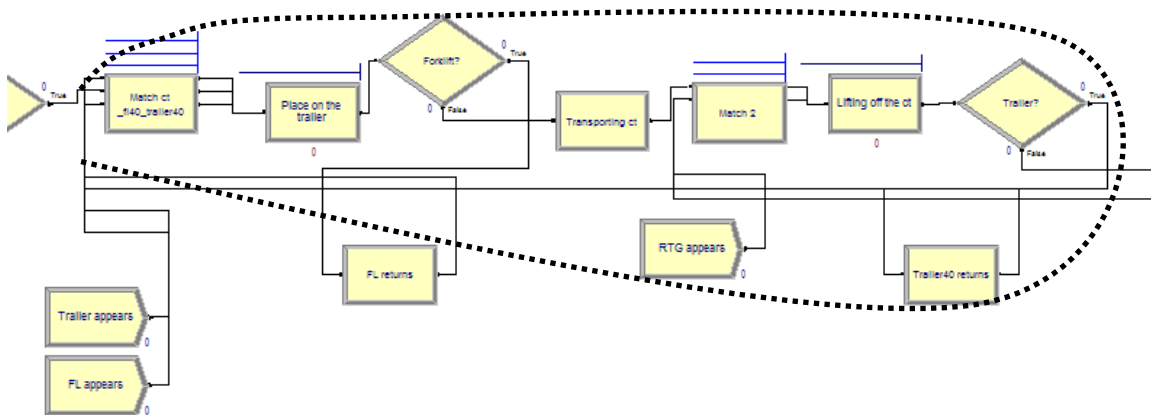 0
True
Match ct
_fl40_trailer40
Place on the
trailer
0
Forklift?
0
True
0
False
Transporting ct
Match 2
Lifting off the ct
0
Trailer?
0
True
0
False
RTG appears
0
FL returns
Trailer40 returns
Trailer appears
0
FL appears
0